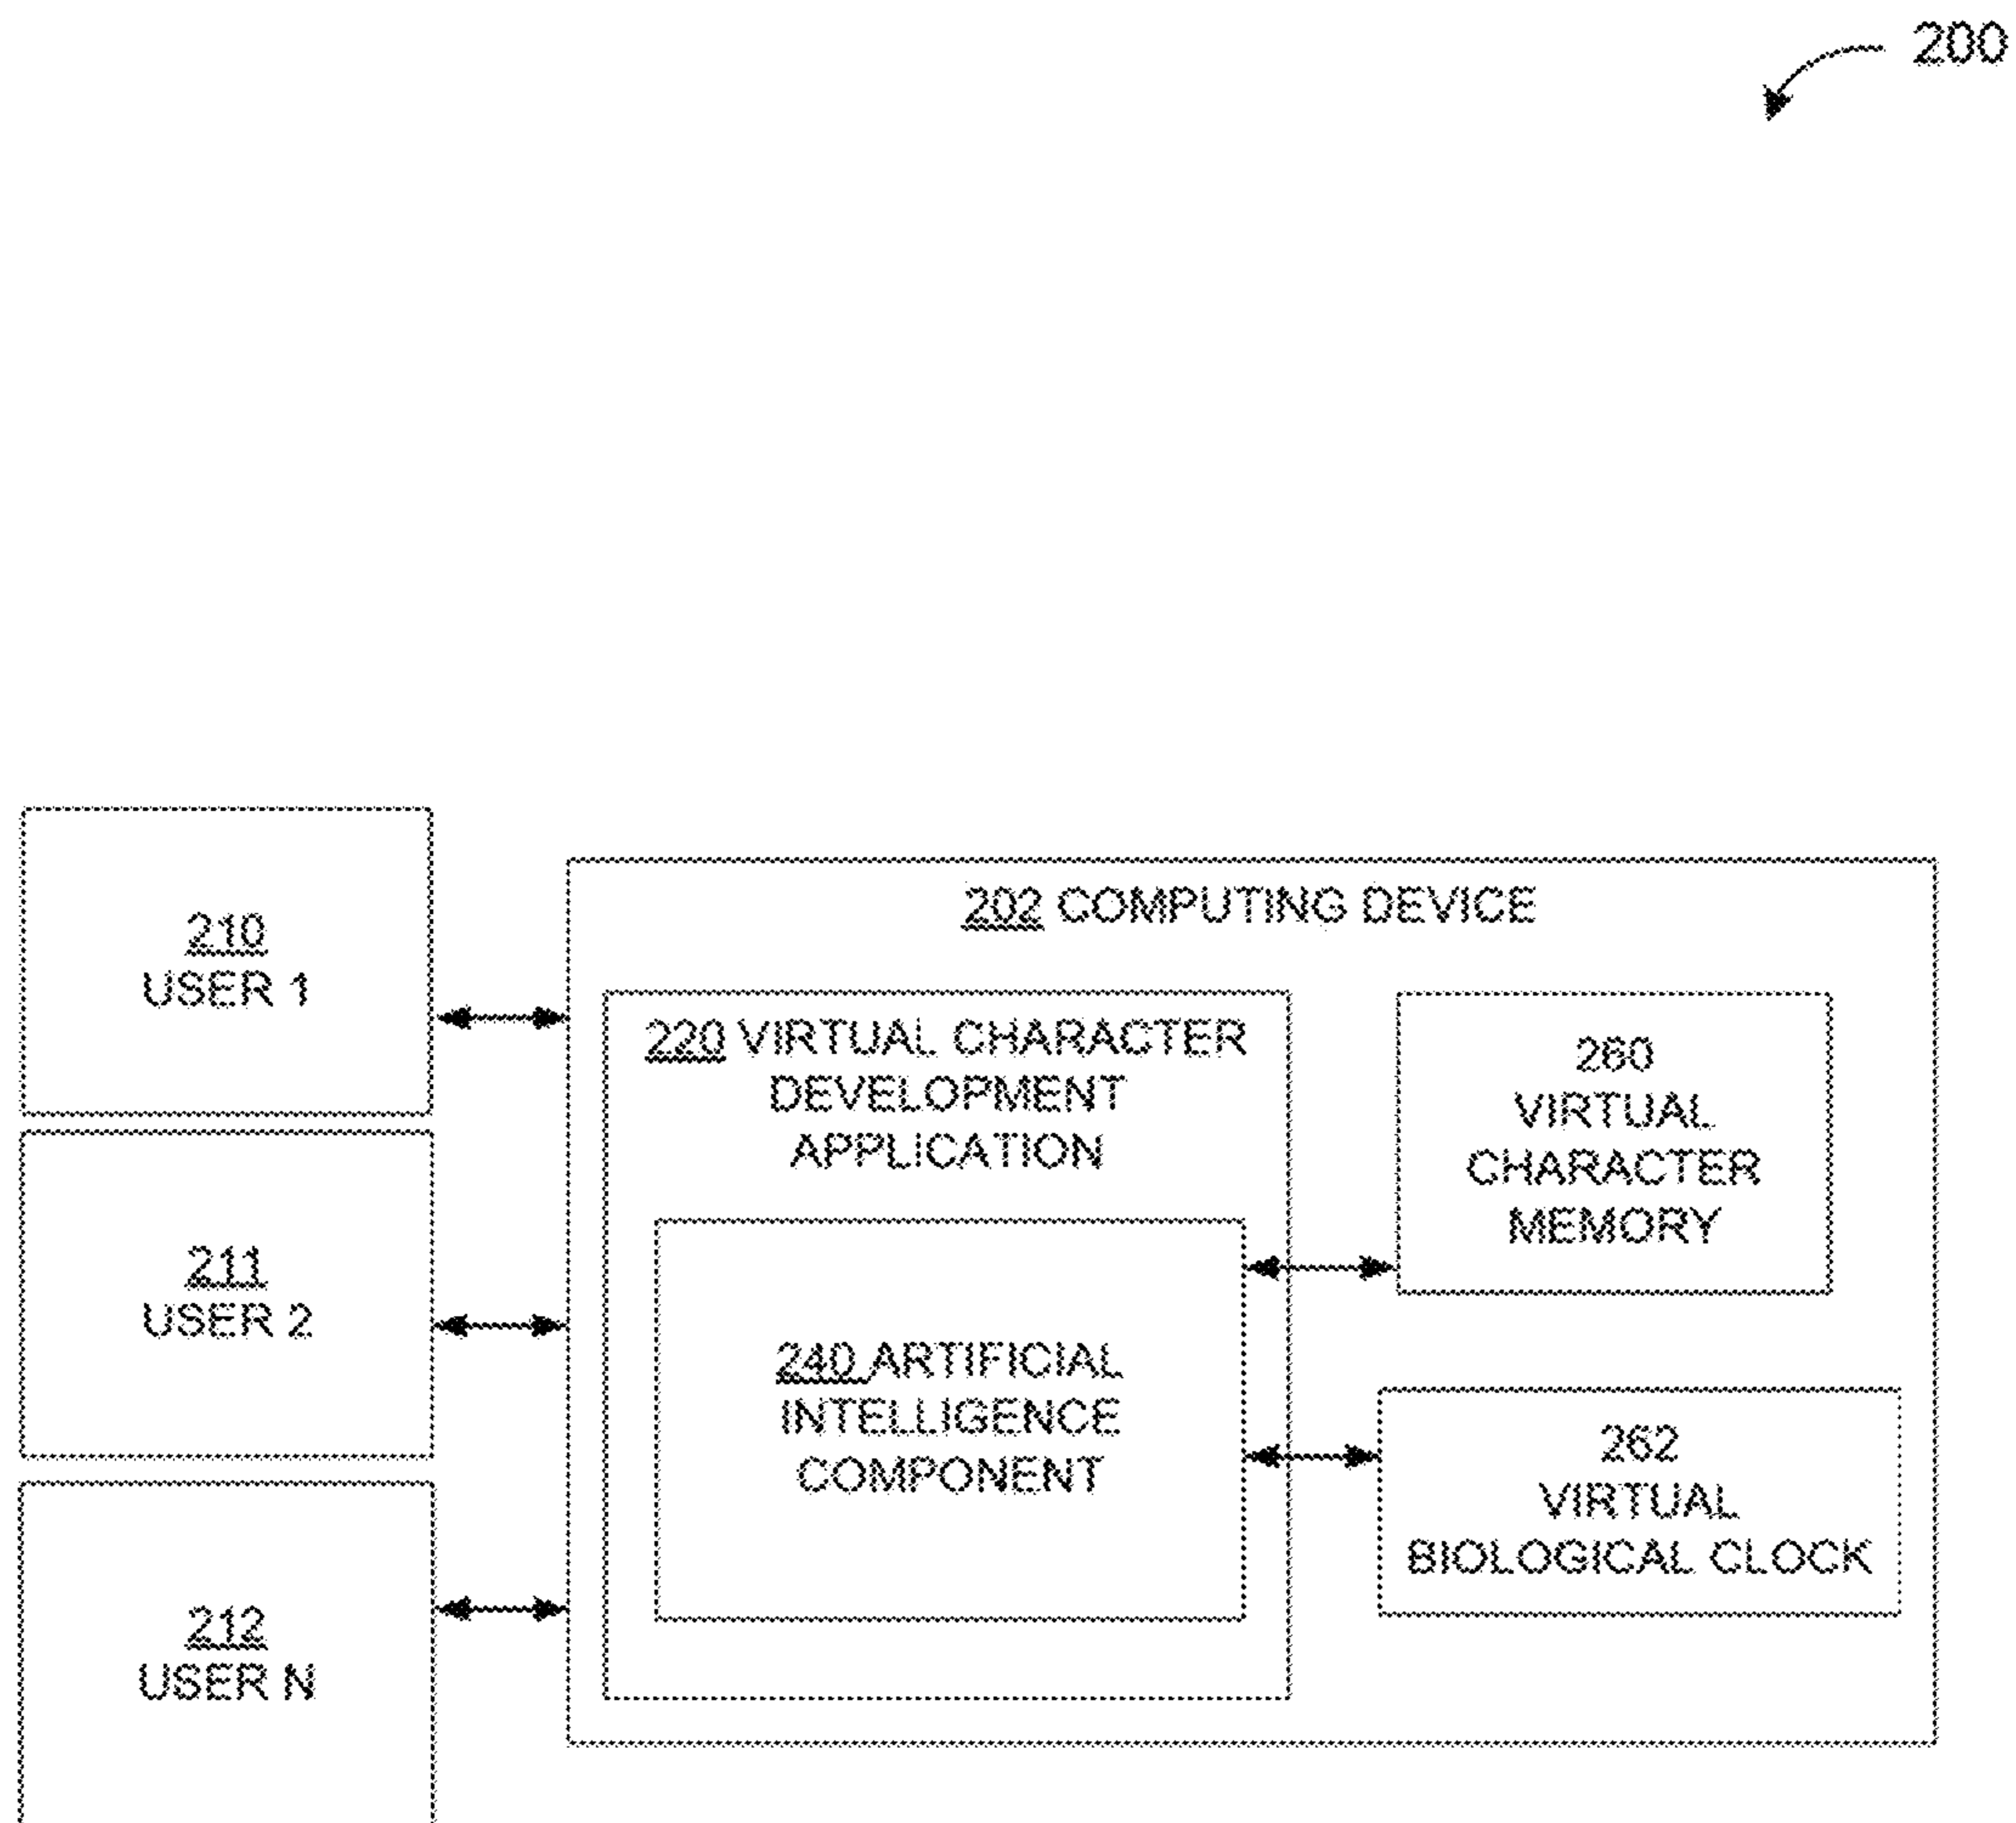 200
210
USER 1
211
USER 2
212
USER N
202 COMPUTING DEVICE
220 VIRTUAL CHARACTER
DEVELOPMENT
APPLICATION
240 ARTIFICIAL
INTELLIGENCE
COMPONENT
260
VIRTUAL
CHARACTER
MEMORY
262
VIRTUAL
BIOLOGICAL CLOCK